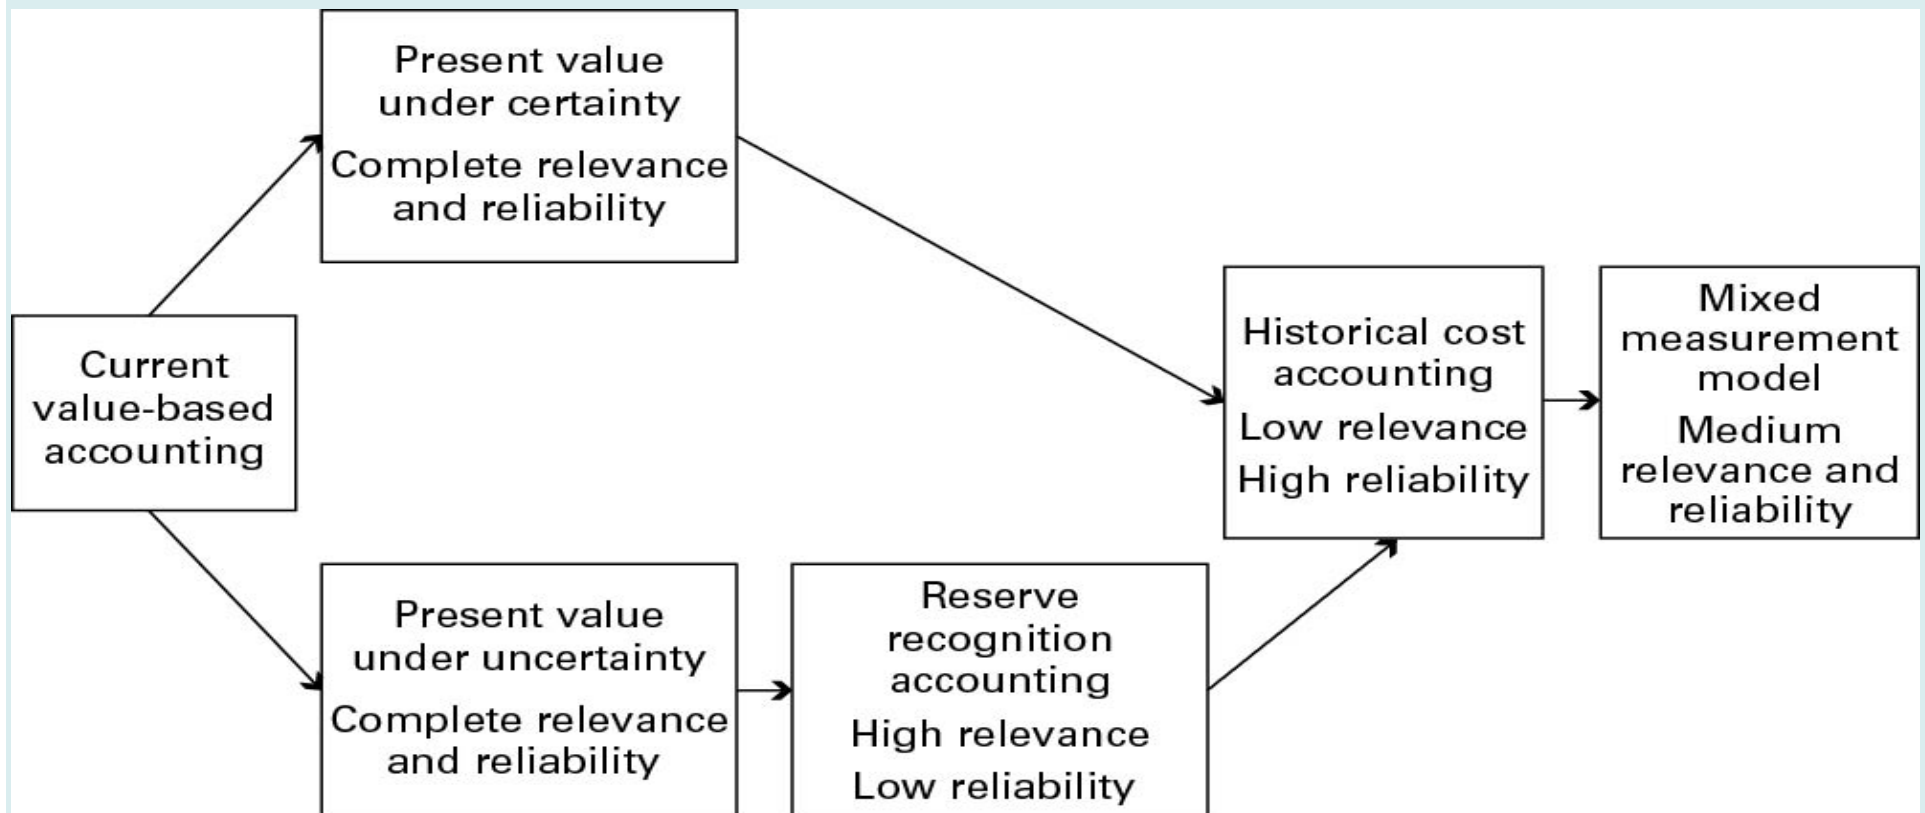 Present value
under certainty
Complete relevance
and reliability
Current
value-based
accounting
Historical cost
accounting
Low relevance
High reliability
Mixed
measurement
model
Medium
relevance and
reliability
Present value
under uncertainty
Complete relevance
and reliability
Reserve
recognition
accounting
High relevance
Low reliability